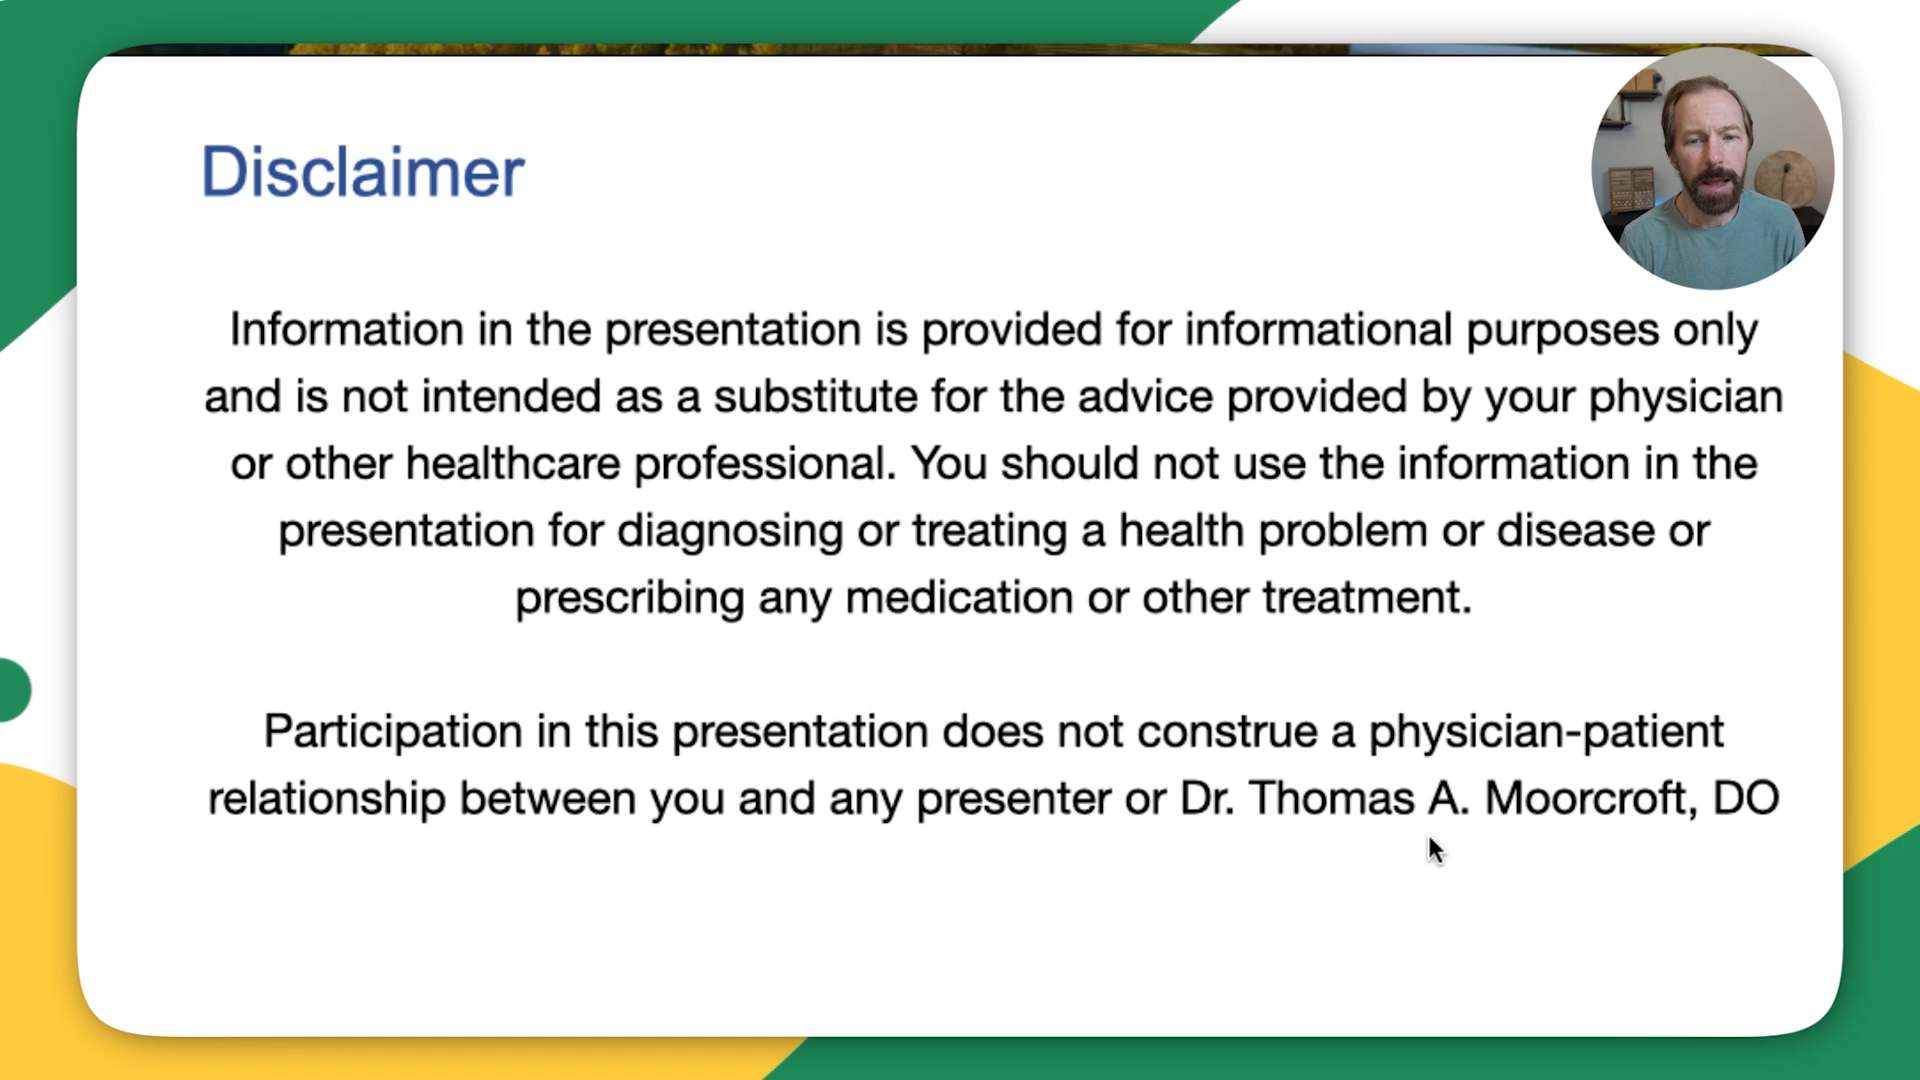 Disclaimer
Information in the presentation is provided for informational purposes only
and is not intended as a substitute for the advice provided by your physician
or other healthcare professional. You should not use the information in the
presentation for diagnosing or treating a health problem or disease or
prescribing any medication or other treatment.
Participation in this presentation does not construe a physician-patient
relationship between you and any presenter or Dr. Thomas A. Moorcroft, DO